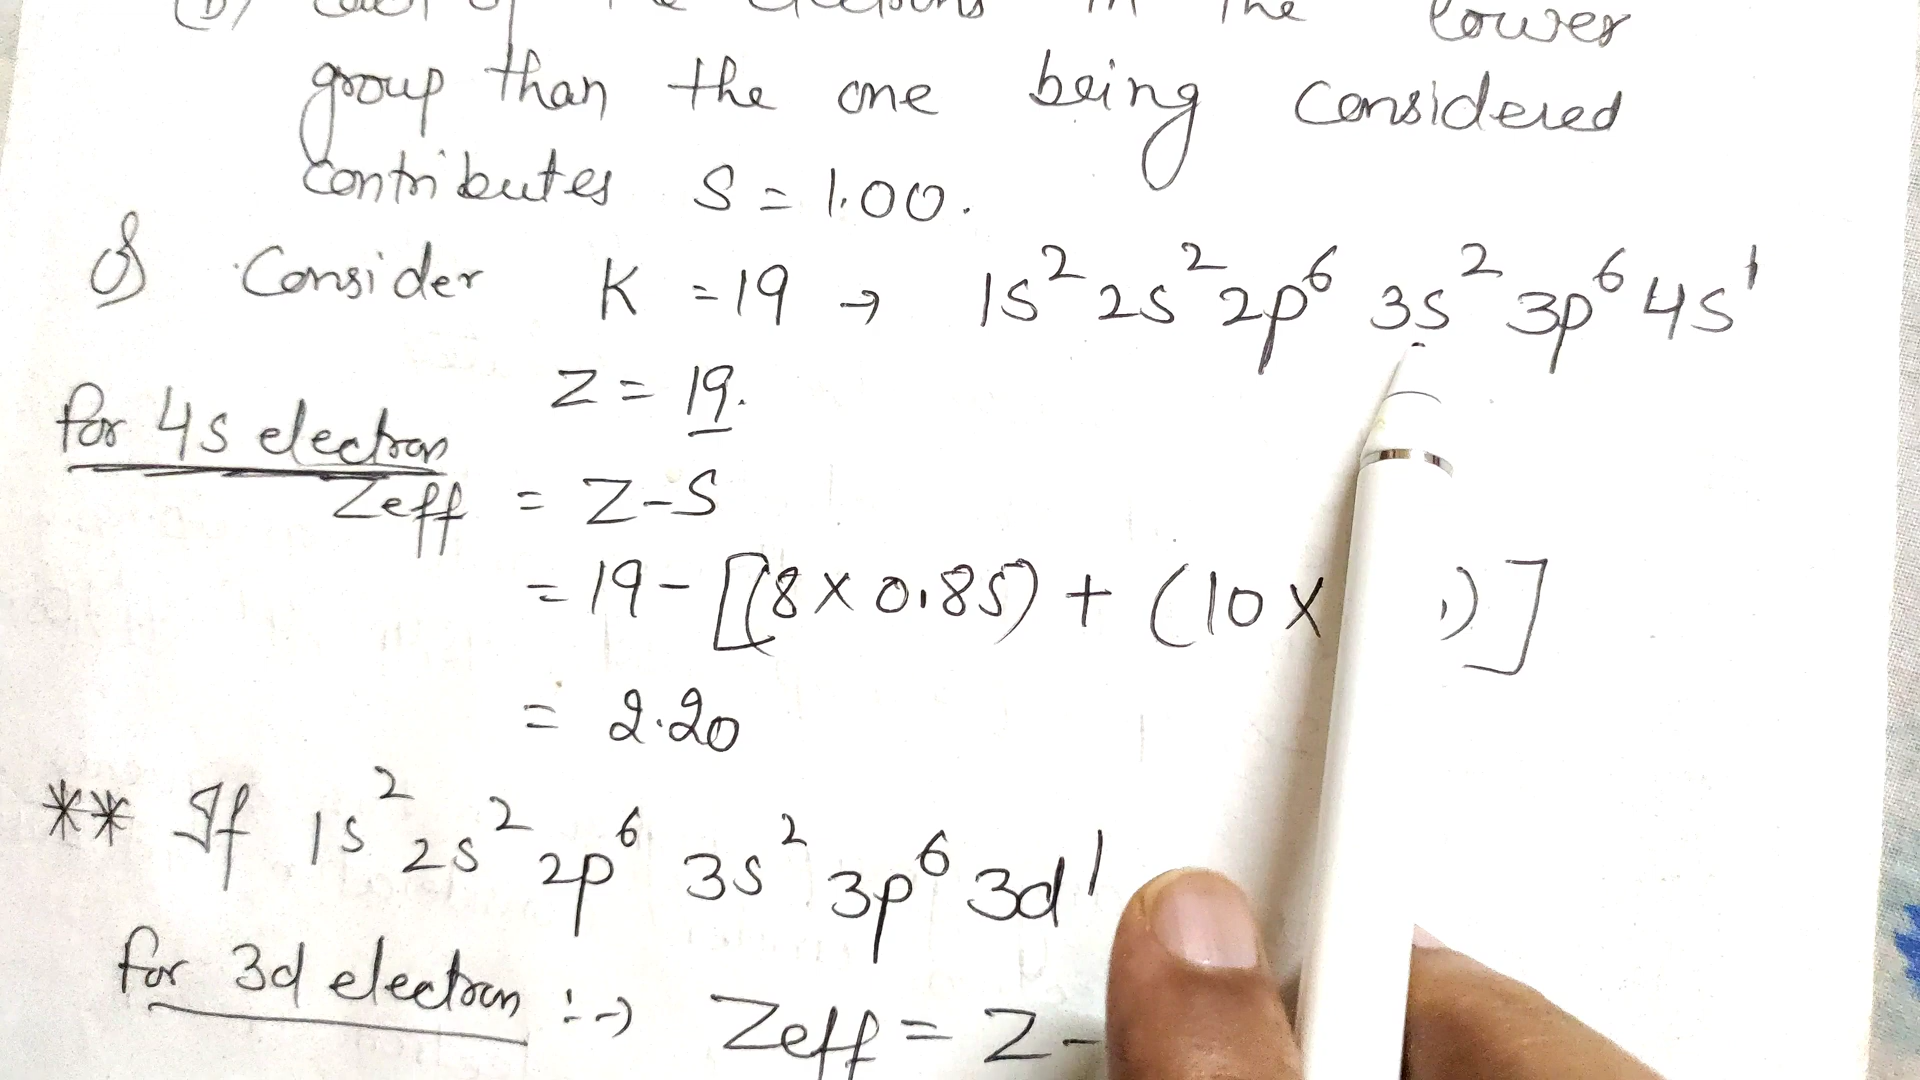 the lower
group than the one being considered
contributes S = 1.00.
Consider K = 19 → 1s² 2s² 2p⁶ 3s² 3p⁶ 4s¹
Z = 19.
for 4s electron
Zeff = Z - S
= 19 - [(8 × 0.85) + (10 × )]
= 2.20
** If 1s² 2s² 2p⁶ 3s² 3p⁶ 3d¹
for 3d electron :→ Zeff = Z -